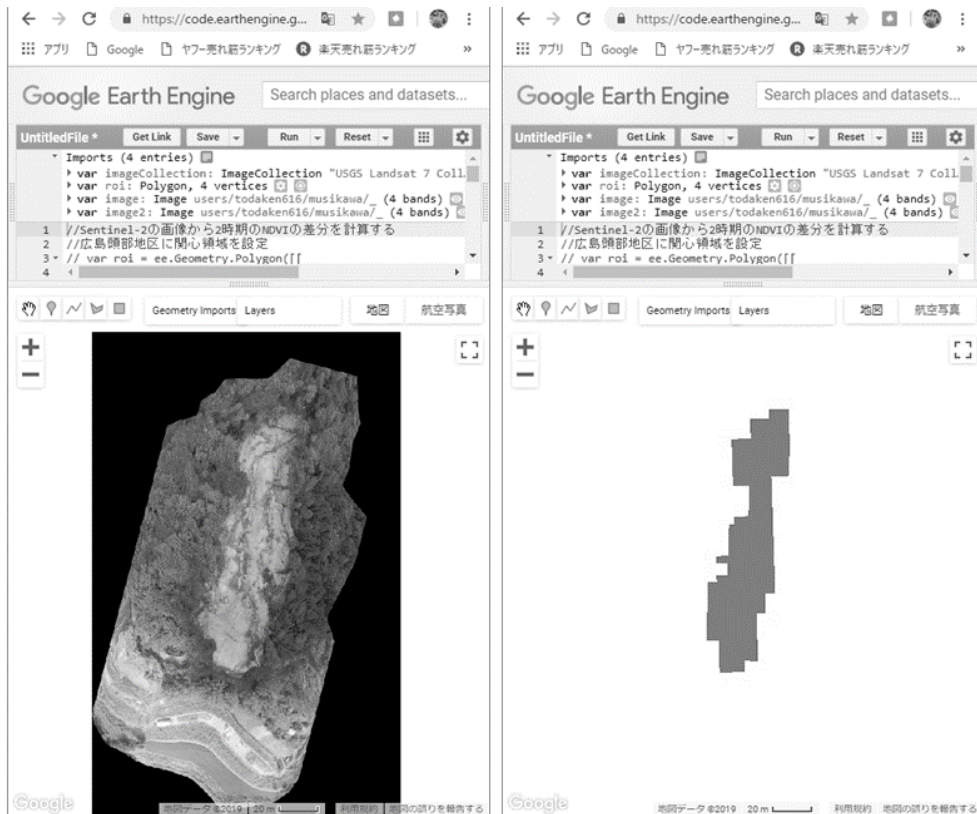 https://code.earthengine.g...
アプリ Google ヤフー売れ筋ランキング R 楽天売れ筋ランキング »
Google Earth Engine Search places and datasets...
UntitledFile * Get Link Save Run Reset
Imports (4 entries)
var imageCollection: ImageCollection "USGS Landsat 7 Coll
var roi: Polygon, 4 vertices
var image: Image users/todaken616/musikawa/_ (4 bands)
var image2: Image users/todaken616/musikawa/_ (4 bands)
1 //Sentinel-2の画像から2時期のNDVIの差分を計算する
2 //広島頭部地区に関心領域を設定
3 // var roi = ee.Geometry.Polygon([[
4
Geometry Imports Layers 地図 航空写真
+
−
Google 地図データ ©2019 20 m 利用規約 地図の誤りを報告する
https://code.earthengine.g...
アプリ Google ヤフー売れ筋ランキング R 楽天売れ筋ランキング »
Google Earth Engine Search places and datasets...
UntitledFile * Get Link Save Run Reset
Imports (4 entries)
var imageCollection: ImageCollection "USGS Landsat 7 Coll
var roi: Polygon, 4 vertices
var image: Image users/todaken616/musikawa/_ (4 bands)
var image2: Image users/todaken616/musikawa/_ (4 bands)
1 //Sentinel-2の画像から2時期のNDVIの差分を計算する
2 //広島頭部地区に関心領域を設定
3 // var roi = ee.Geometry.Polygon([[
4
Geometry Imports Layers 地図 航空写真
+
−
Google 地図データ ©2019 20 m 利用規約 地図の誤りを報告する